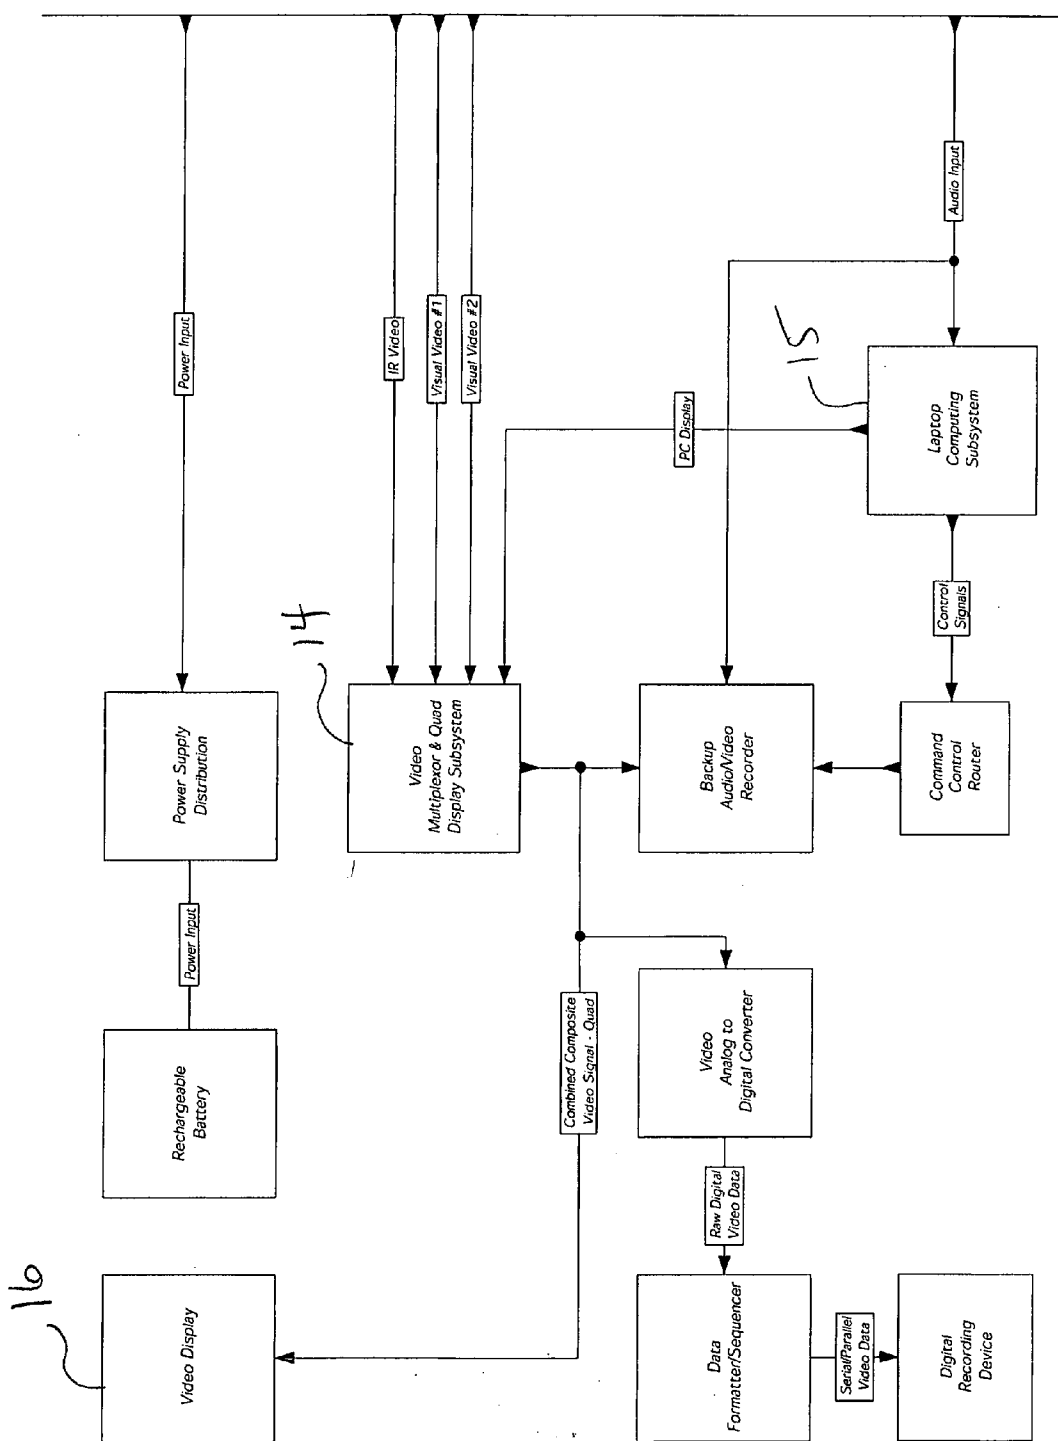 16
Video Display
Rechargeable
Battery
Power Input
Power Supply
Distribution
Power Input
14
Video
Multiplexor & Quad
Display Subsystem
IR Video
Visual Video #1
Visual Video #2
PC Display
Combined Composite
Video Signal - Quad
Data
Formatter/Sequencer
Raw Digital
Video Data
Video
Analog to
Digital Converter
Backup
Audio/Video
Recorder
Serial/Parallel
Video Data
Digital
Recording
Device
Command
Control
Router
Control
Signals
15
Laptop
Computing
Subsystem
Audio Input